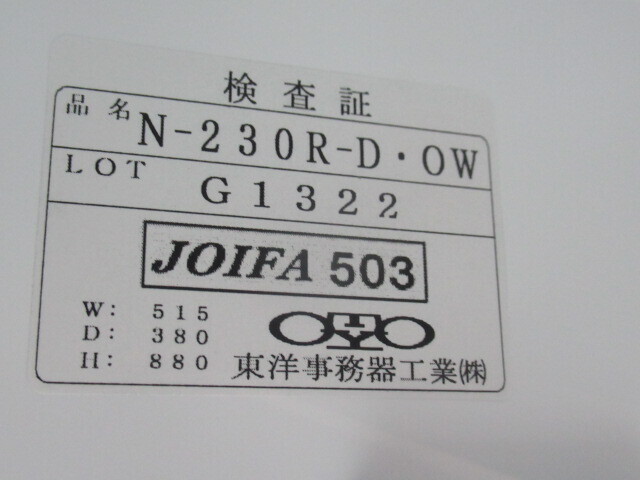 検査証
品名 N-230R-D・OW
LOT G1322
JOIFA 503
W: 515
D: 380
H: 880
TOYO
東洋事務器工業㈱